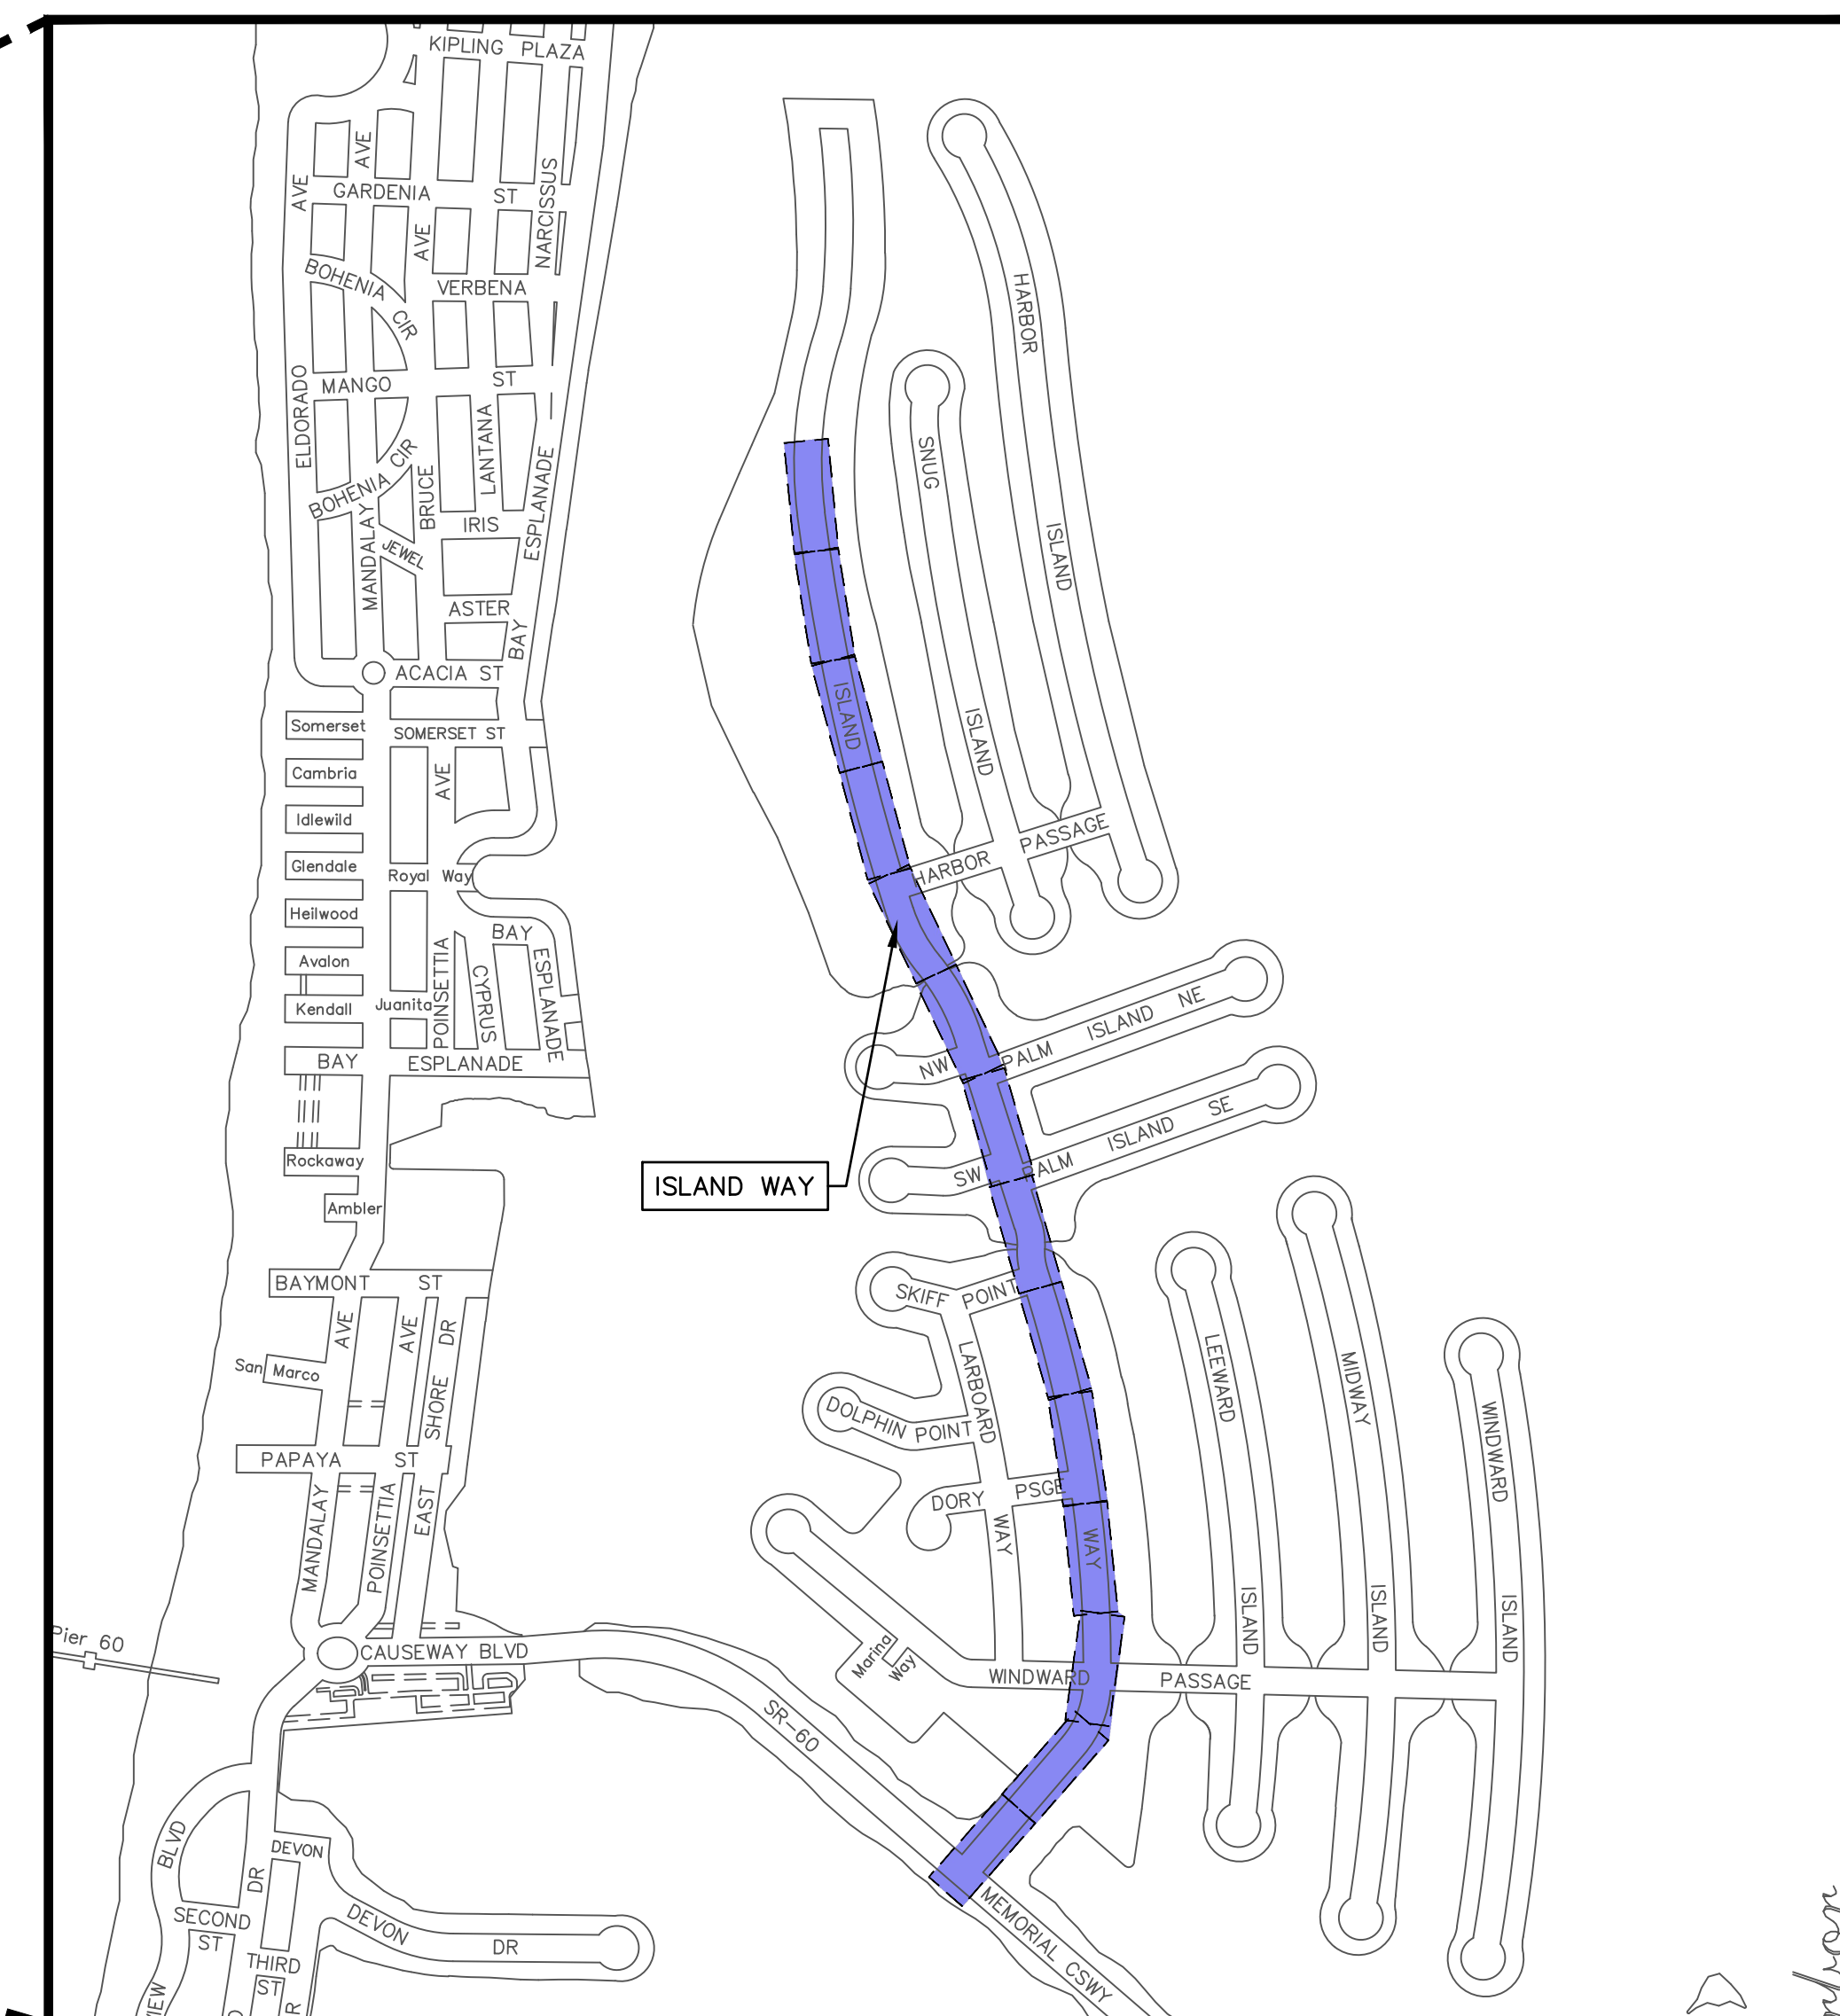 KIPLING PLAZA
AVE
AVE
GARDENIA ST
NARCISSUS
AVE
BOHENIA CIR
VERBENA
ELDORADO
MANGO ST
LANTANA
BOHENIA CIR
BRUCE
MANDALAY
JEWEL
IRIS
BAY ESPLANADE
ASTER
ACACIA ST
Somerset
SOMERSET ST
Cambria
AVE
Idlewild
Glendale
Royal Way
Heilwood
BAY
ESPLANADE
Avalon
POINSETTIA
CYPRUS
Kendall
Juanita
BAY ESPLANADE
Rockaway
Ambler
BAYMONT ST
AVE
AVE
SHORE DR
San Marco
PAPAYA ST
MANDALAY
POINSETTIA
EAST
Pier 60
CAUSEWAY BLVD
SR-60
MEMORIAL CSWY
BLVD
DR
DEVON
SECOND
ST
DEVON DR
THIRD
ST
HARBOR
ISLAND
SNUG
ISLAND
ISLAND
HARBOR PASSAGE
NW PALM ISLAND NE
SW PALM ISLAND SE
ISLAND WAY
SKIFF POINT
LARBOARD
WAY
DOLPHIN POINT
DORY PSGE
WAY
Marina
Way
WINDWARD PASSAGE
LEEWARD
ISLAND
MIDWAY
ISLAND
WINDWARD
ISLAND